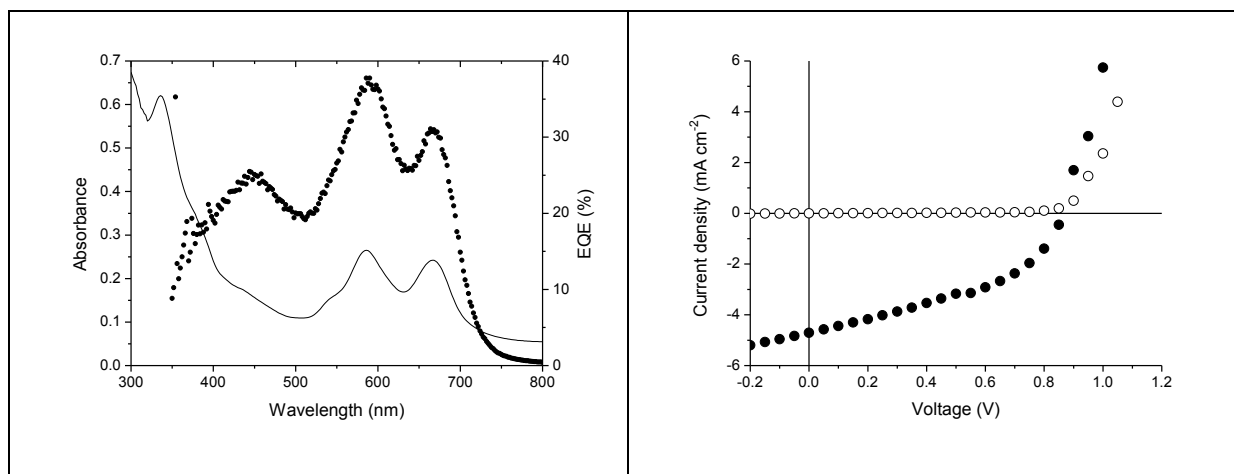 0.7
0.6
0.5
0.4
0.3
0.2
0.1
0.0
Absorbance
40
30
20
10
0
EQE (%)
300 400 500 600 700 800
Wavelength (nm)
6
4
2
0
-2
-4
-6
Current density (mA cm⁻²)
-0.2 0.0 0.2 0.4 0.6 0.8 1.0 1.2
Voltage (V)